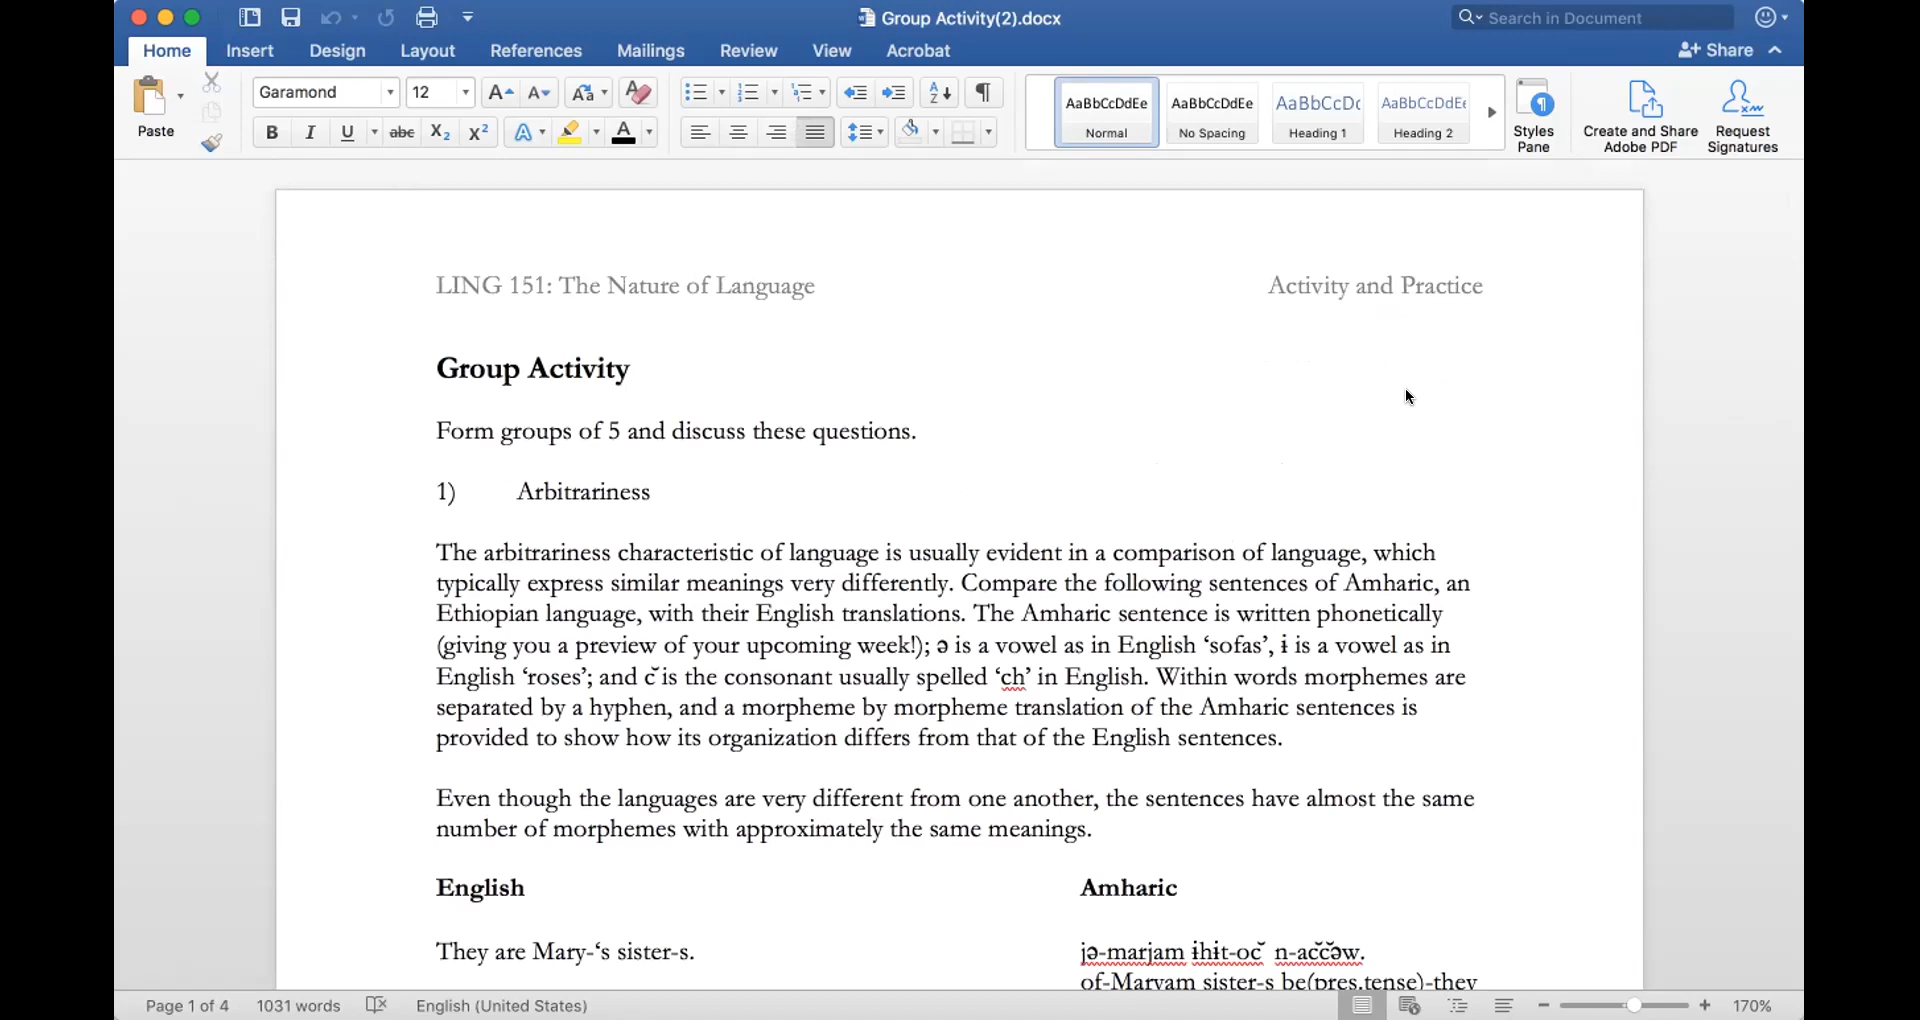 Group Activity(2).docx
Search in Document
Home Insert Design Layout References Mailings Review View Acrobat
Share
Paste
Garamond 12
AaBbCcDdEe AaBbCcDdEe AaBbCcDc AaBbCcDdEe
Normal No Spacing Heading 1 Heading 2
Styles Pane
Create and Share Adobe PDF
Request Signatures
LING 151: The Nature of Language Activity and Practice
Group Activity
Form groups of 5 and discuss these questions.
1) Arbitrariness
The arbitrariness characteristic of language is usually evident in a comparison of language, which
typically express similar meanings very differently. Compare the following sentences of Amharic, an
Ethiopian language, with their English translations. The Amharic sentence is written phonetically
(giving you a preview of your upcoming week!); ə is a vowel as in English ‘sofas’, ɨ is a vowel as in
English ‘roses’; and c̆ is the consonant usually spelled ‘ch’ in English. Within words morphemes are
separated by a hyphen, and a morpheme by morpheme translation of the Amharic sentences is
provided to show how its organization differs from that of the English sentences.
Even though the languages are very different from one another, the sentences have almost the same
number of morphemes with approximately the same meanings.
English Amharic
They are Mary-‘s sister-s. jə-marjam ɨhɨt-oc̆ n-acc̆ə̆w.
of-Maryam sister-s be(pres.tense)-they
Page 1 of 4 1031 words English (United States) 170%